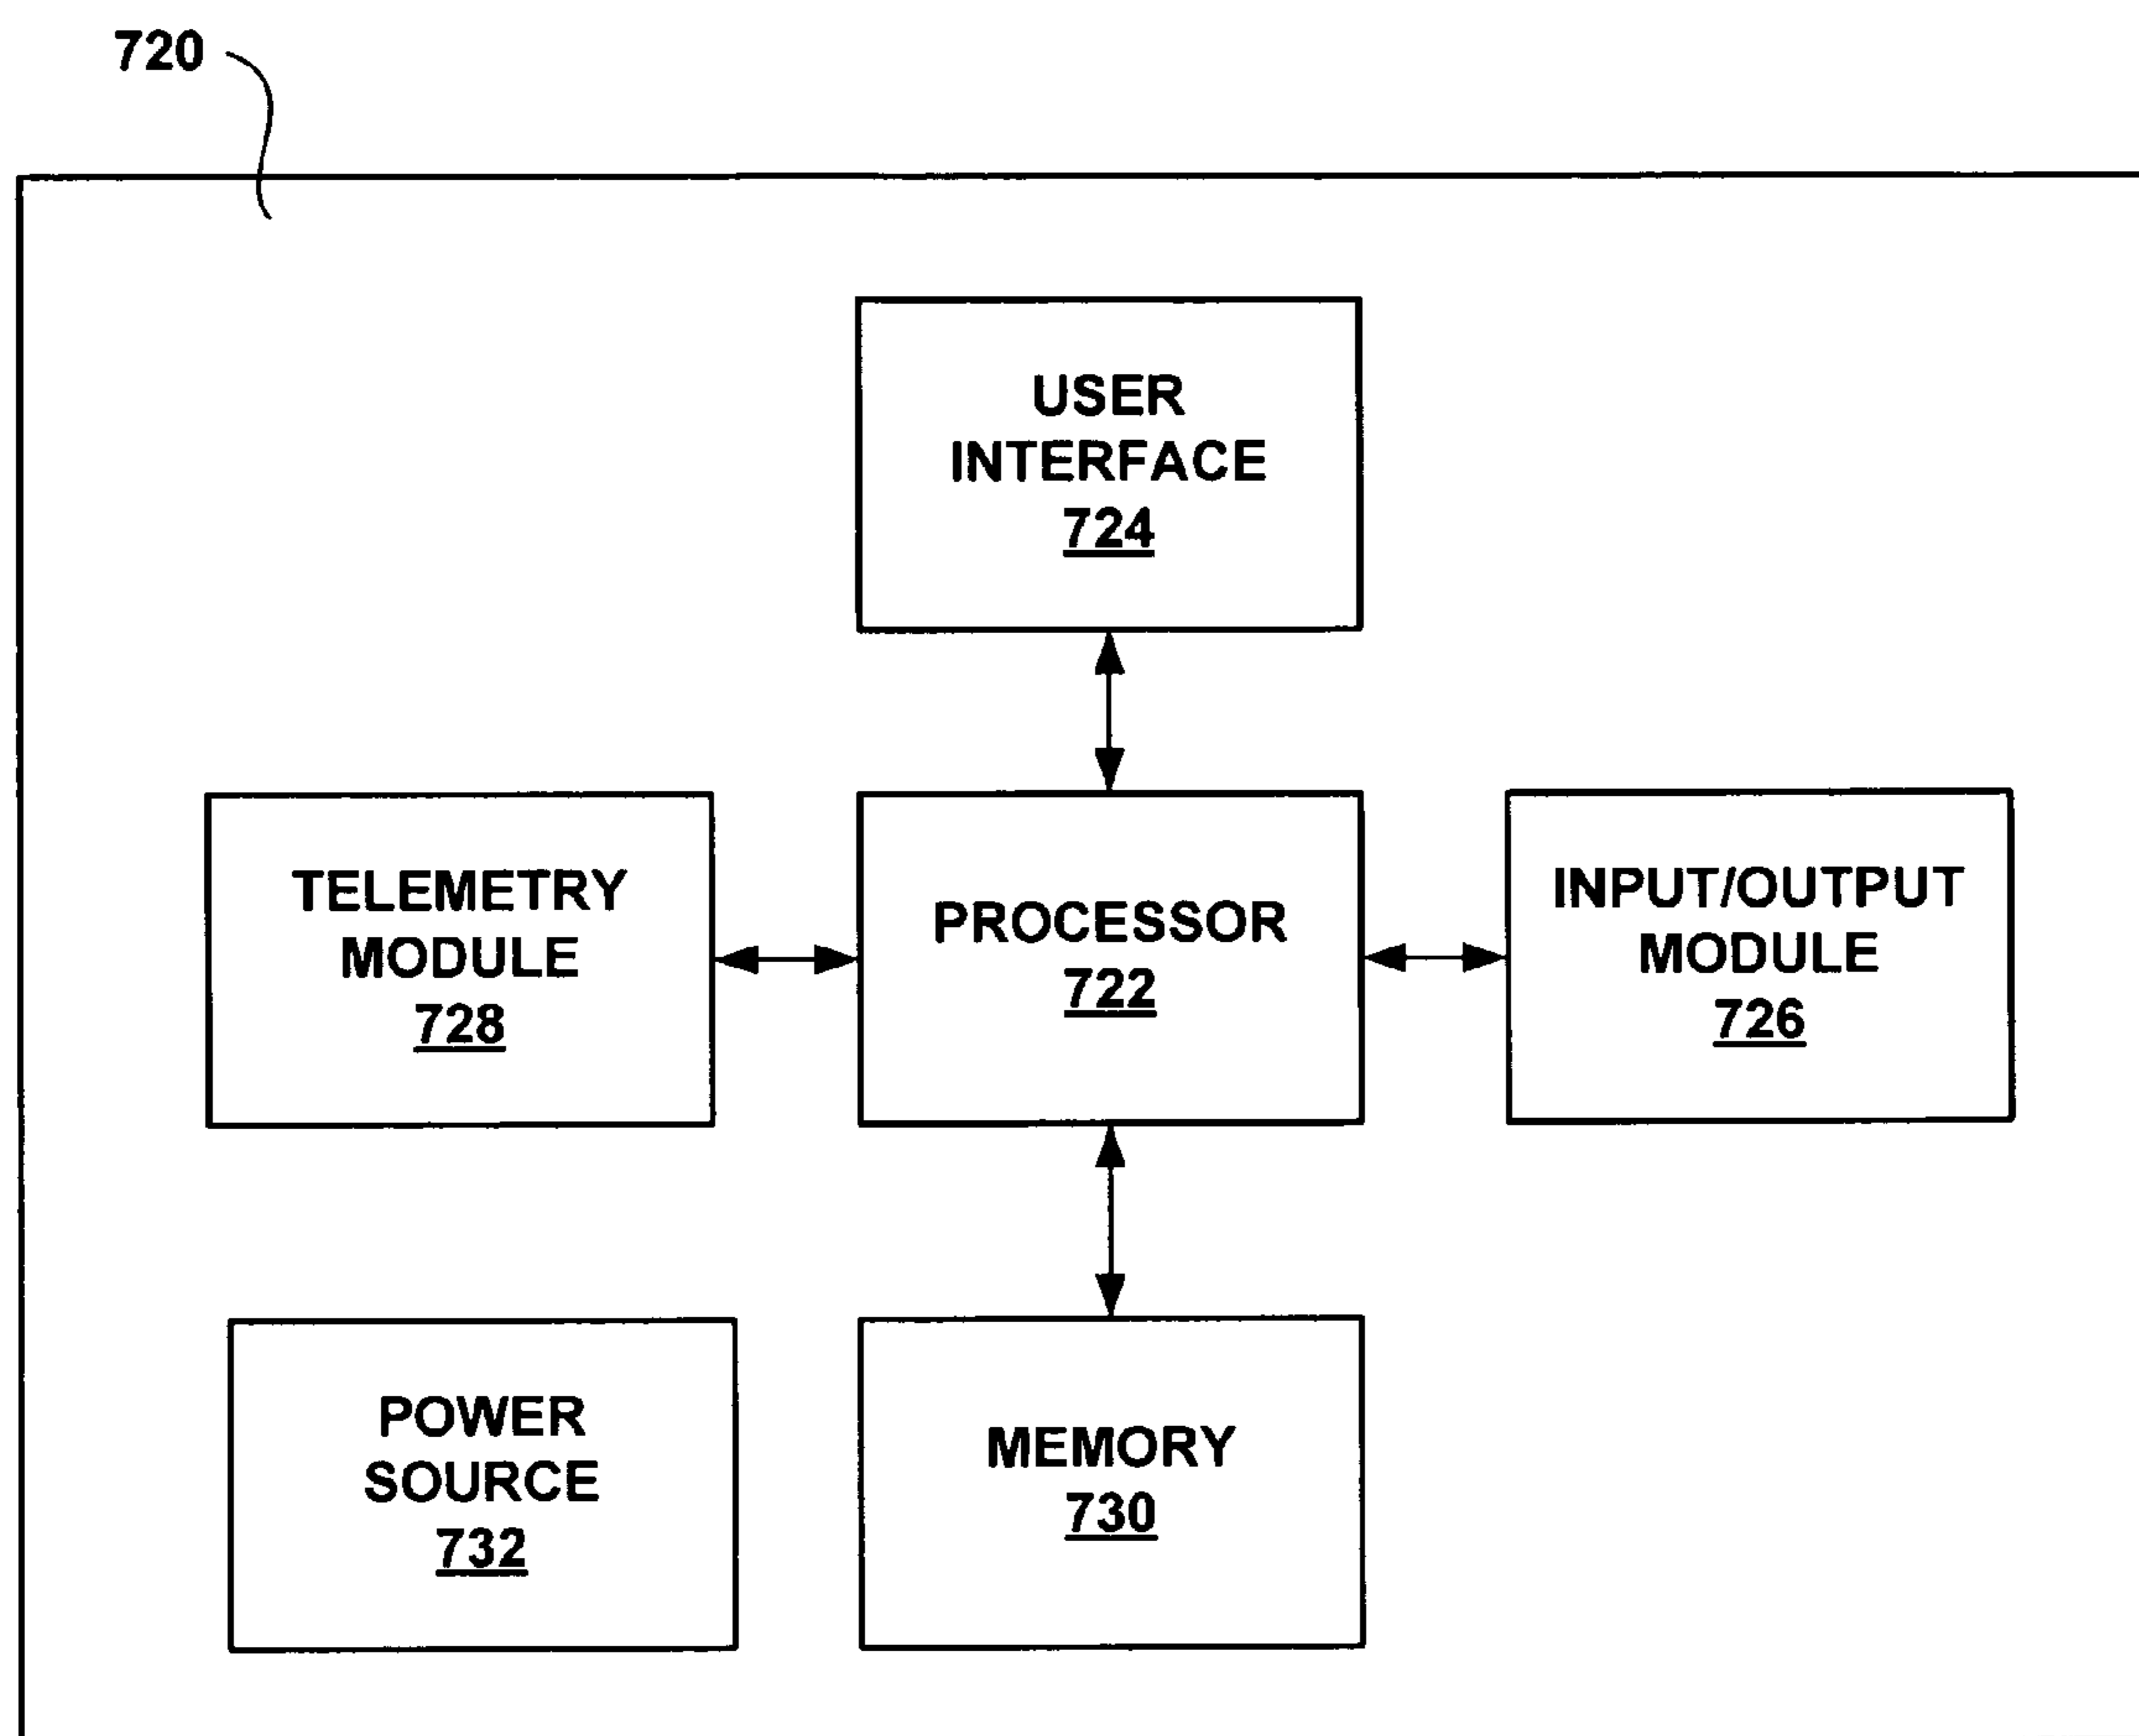 720
USER
INTERFACE
724
TELEMETRY
MODULE
728
PROCESSOR
722
INPUT/OUTPUT
MODULE
726
POWER
SOURCE
732
MEMORY
730